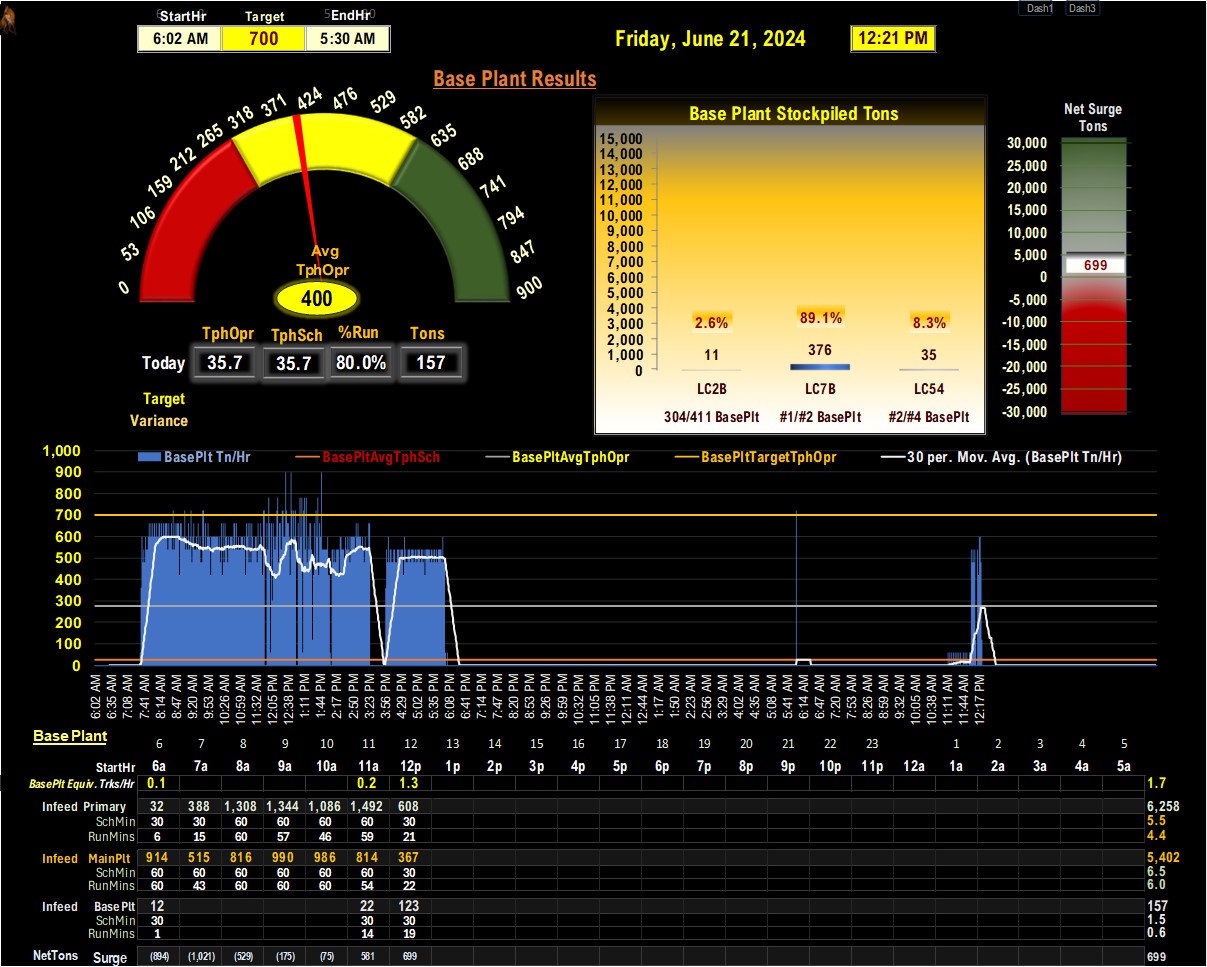 StartHr Target EndHr
6:02 AM 700 5:30 AM
Dash1 Dash3
Friday, June 21, 2024 12:21 PM
Base Plant Results
0 53 106 159 212 265 318 371 424 476 529 582 635 688 741 794 847 900
Avg
TphOpr
400
TphOpr TphSch %Run Tons
Today 35.7 35.7 80.0% 157
Target
Variance
Base Plant Stockpiled Tons
15,000
14,000
13,000
12,000
11,000
10,000
9,000
8,000
7,000
6,000
5,000
4,000
3,000
2,000
1,000
0
2.6% 89.1% 8.3%
11 376 35
LC2B LC7B LC54
304/411 BasePlt #1/#2 BasePlt #2/#4 BasePlt
Net Surge
Tons
30,000
25,000
20,000
15,000
10,000
5,000
0
-5,000
-10,000
-15,000
-20,000
-25,000
-30,000
699
BasePlt Tn/Hr BasePltAvgTphSch BasePltAvgTphOpr BasePltTargetTphOpr 30 per. Mov. Avg. (BasePlt Tn/Hr)
1,000
900
800
700
600
500
400
300
200
100
0
6:02 AM 6:35 AM 7:08 AM 7:41 AM 8:14 AM 8:47 AM 9:20 AM 9:53 AM 10:26 AM 10:59 AM 11:32 AM 12:05 PM 12:38 PM 1:11 PM 1:44 PM 2:17 PM 2:50 PM 3:23 PM 3:56 PM 4:29 PM 5:02 PM 5:35 PM 6:08 PM 6:41 PM 7:14 PM 7:47 PM 8:20 PM 8:53 PM 9:26 PM 9:59 PM 10:32 PM 11:05 PM 11:38 PM 12:11 AM 12:44 AM 1:17 AM 1:50 AM 2:23 AM 2:56 AM 3:29 AM 4:02 AM 4:35 AM 5:08 AM 5:41 AM 6:14 AM 6:47 AM 7:20 AM 7:53 AM 8:26 AM 8:59 AM 9:32 AM 10:05 AM 10:38 AM 11:11 AM 11:44 AM 12:17 PM
Base Plant
6 7 8 9 10 11 12 13 14 15 16 17 18 19 20 21 22 23 1 2 3 4 5
StartHr 6a 7a 8a 9a 10a 11a 12p 1p 2p 3p 4p 5p 6p 7p 8p 9p 10p 11p 12a 1a 2a 3a 4a 5a
BasePlt Equiv. Trks/Hr 0.1 0.2 1.3 1.7
Infeed Primary 32 388 1,308 1,344 1,086 1,492 608 6,258
SchMin 30 30 60 60 60 60 30 5.5
RunMins 6 15 60 57 46 59 21 4.4
Infeed MainPlt 914 515 816 990 986 814 367 5,402
SchMin 60 60 60 60 60 60 30 6.5
RunMins 60 43 60 60 60 54 22 6.0
Infeed BasePlt 12 22 123 157
SchMin 30 30 30 1.5
RunMins 1 14 19 0.6
NetTons Surge (894) (1,021) (529) (175) (75) 581 699 699